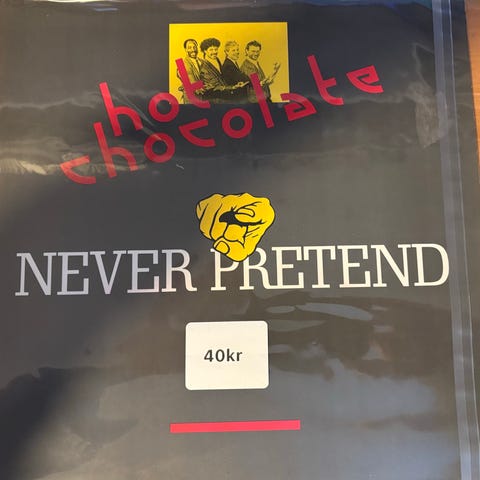 hot
chocolate
NEVER PRETEND
40kr